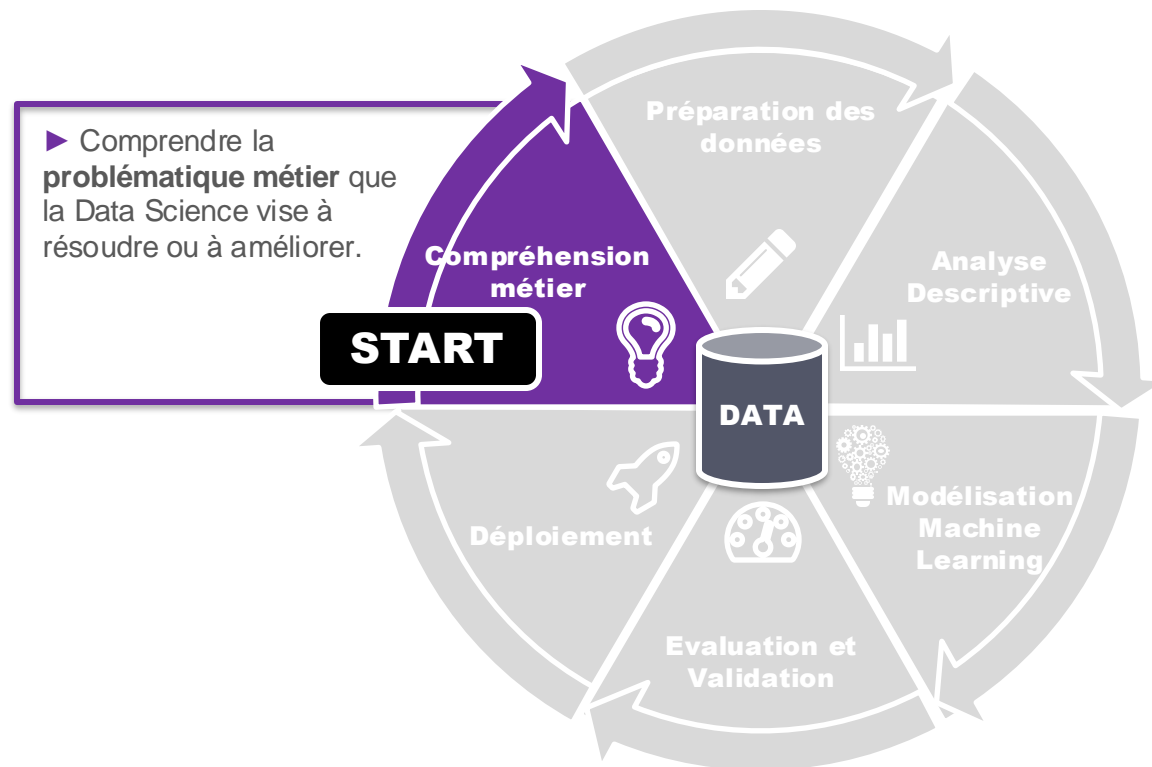 ► Comprendre la
problématique métier que
la Data Science vise à
résoudre ou à améliorer.
START
Compréhension
métier
Préparation des
données
Analyse
Descriptive
Modélisation
Machine
Learning
Evaluation et
Validation
Déploiement
DATA